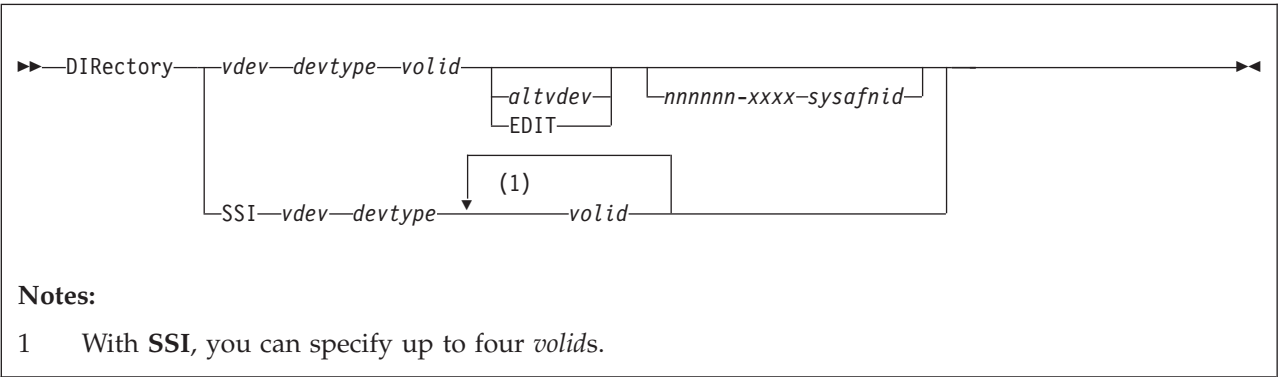 DIRectory vdev devtype volid
altvdev nnnnnn-xxxx sysafnid
EDIT
(1)
SSI vdev devtype volid
Notes:
1 With SSI, you can specify up to four volids.